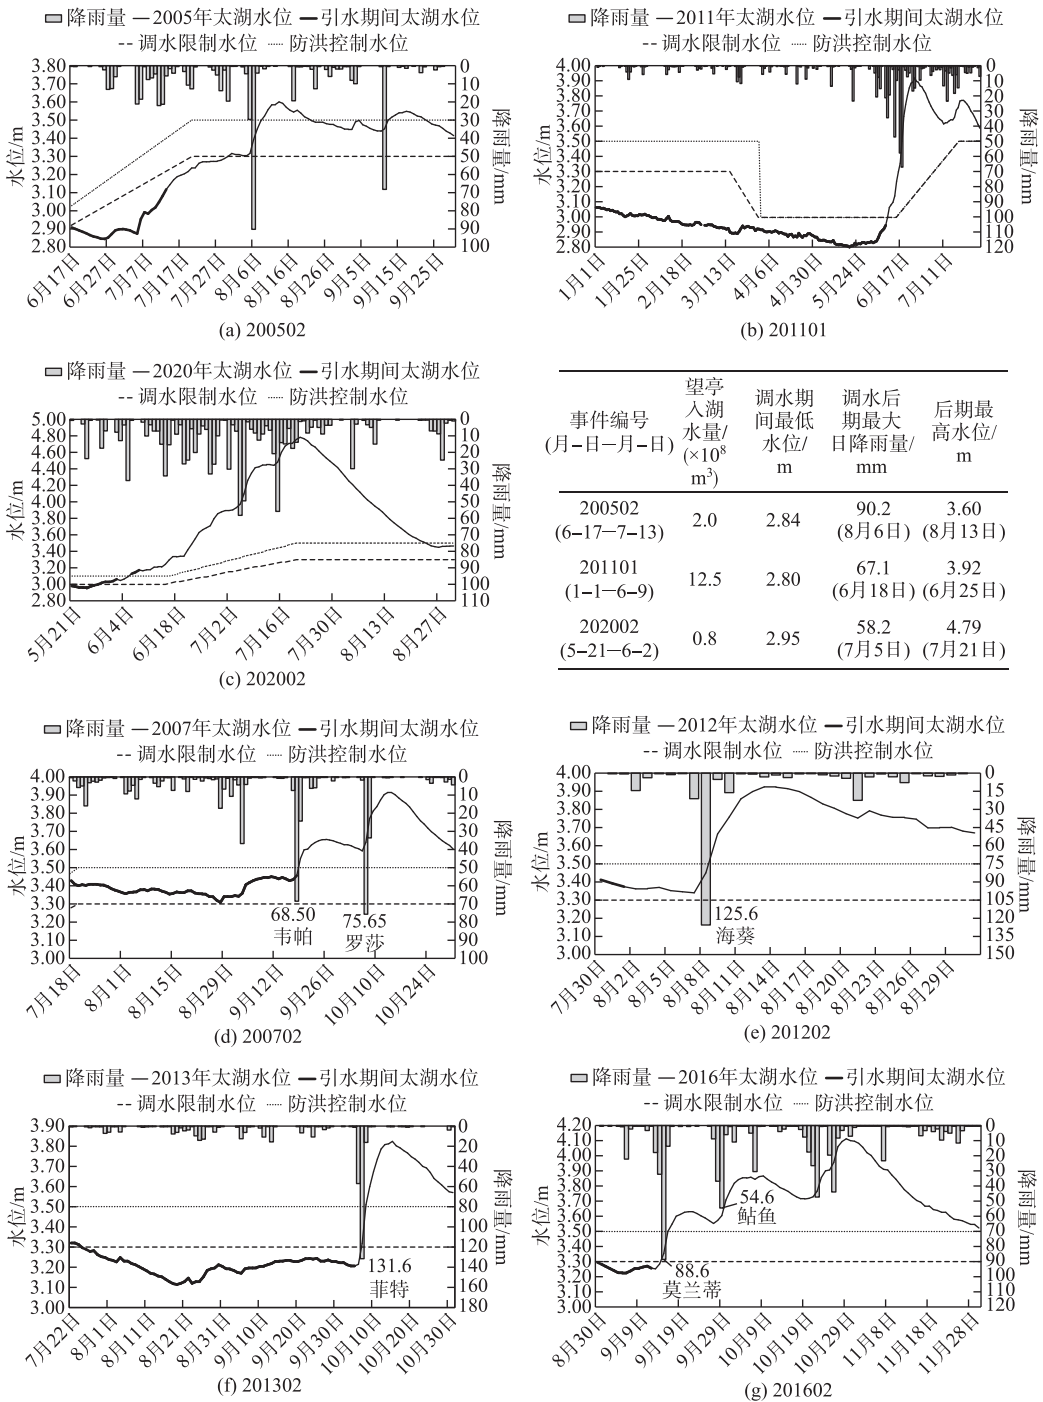 降雨量 2005年太湖水位 引水期间太湖水位
调水限制水位 防洪控制水位
水位/m
3.80
3.70
3.60
3.50
3.40
3.30
3.20
3.10
3.00
2.90
2.80
0
10
20
30
40
50
60
70
80
90
100
降雨量/mm
6月17日
6月27日
7月7日
7月17日
7月27日
8月6日
8月16日
8月26日
9月5日
9月15日
9月25日
(a) 200502
降雨量 2011年太湖水位 引水期间太湖水位
调水限制水位 防洪控制水位
水位/m
4.00
3.90
3.80
3.70
3.60
3.50
3.40
3.30
3.20
3.10
3.00
2.90
2.80
0
10
20
30
40
50
60
70
80
90
100
110
120
降雨量/mm
1月1日
1月25日
2月18日
3月13日
4月6日
4月30日
5月24日
6月17日
7月11日
(b) 201101
降雨量 2020年太湖水位 引水期间太湖水位
调水限制水位 防洪控制水位
水位/m
5.00
4.80
4.60
4.40
4.20
4.00
3.80
3.60
3.40
3.20
3.00
2.80
0
10
20
30
40
50
60
70
80
90
100
110
降雨量/mm
5月21日
6月4日
6月18日
7月2日
7月16日
7月30日
8月13日
8月27日
(c) 202002
事件编号
(月–日—月–日)
望亭
入湖
水量/
(×10⁸
m³)
调水期
间最低
水位/
m
调水后
期最大
日降雨量/
mm
后期最
高水位/
m
200502
(6–17—7–13)
2.0
2.84
90.2
(8月6日)
3.60
(8月13日)
201101
(1–1—6–9)
12.5
2.80
67.1
(6月18日)
3.92
(6月25日)
202002
(5–21—6–2)
0.8
2.95
58.2
(7月5日)
4.79
(7月21日)
降雨量 2007年太湖水位 引水期间太湖水位
调水限制水位 防洪控制水位
水位/m
4.00
3.90
3.80
3.70
3.60
3.50
3.40
3.30
3.20
3.10
3.00
0
10
20
30
40
50
60
70
80
90
100
降雨量/mm
68.50
韦帕
75.65
罗莎
7月18日
8月1日
8月15日
8月29日
9月12日
9月26日
10月10日
10月24日
(d) 200702
降雨量 2012年太湖水位 引水期间太湖水位
调水限制水位 防洪控制水位
水位/m
4.00
3.90
3.80
3.70
3.60
3.50
3.40
3.30
3.20
3.10
3.00
0
15
30
45
60
75
90
105
120
135
150
降雨量/mm
125.6
海葵
7月30日
8月2日
8月5日
8月8日
8月11日
8月14日
8月17日
8月20日
8月23日
8月26日
8月29日
(e) 201202
降雨量 2013年太湖水位 引水期间太湖水位
调水限制水位 防洪控制水位
水位/m
3.90
3.80
3.70
3.60
3.50
3.40
3.30
3.20
3.10
3.00
0
20
40
60
80
100
120
140
160
180
降雨量/mm
131.6
菲特
7月22日
8月1日
8月11日
8月21日
8月31日
9月10日
9月20日
9月30日
10月10日
10月20日
10月30日
(f) 201302
降雨量 2016年太湖水位 引水期间太湖水位
调水限制水位 防洪控制水位
水位/m
4.20
4.10
4.00
3.90
3.80
3.70
3.60
3.50
3.40
3.30
3.20
3.10
3.00
0
10
20
30
40
50
60
70
80
90
100
110
120
降雨量/mm
54.6
鲇鱼
88.6
莫兰蒂
8月30日
9月9日
9月19日
9月29日
10月9日
10月19日
10月29日
11月8日
11月18日
11月28日
(g) 201602